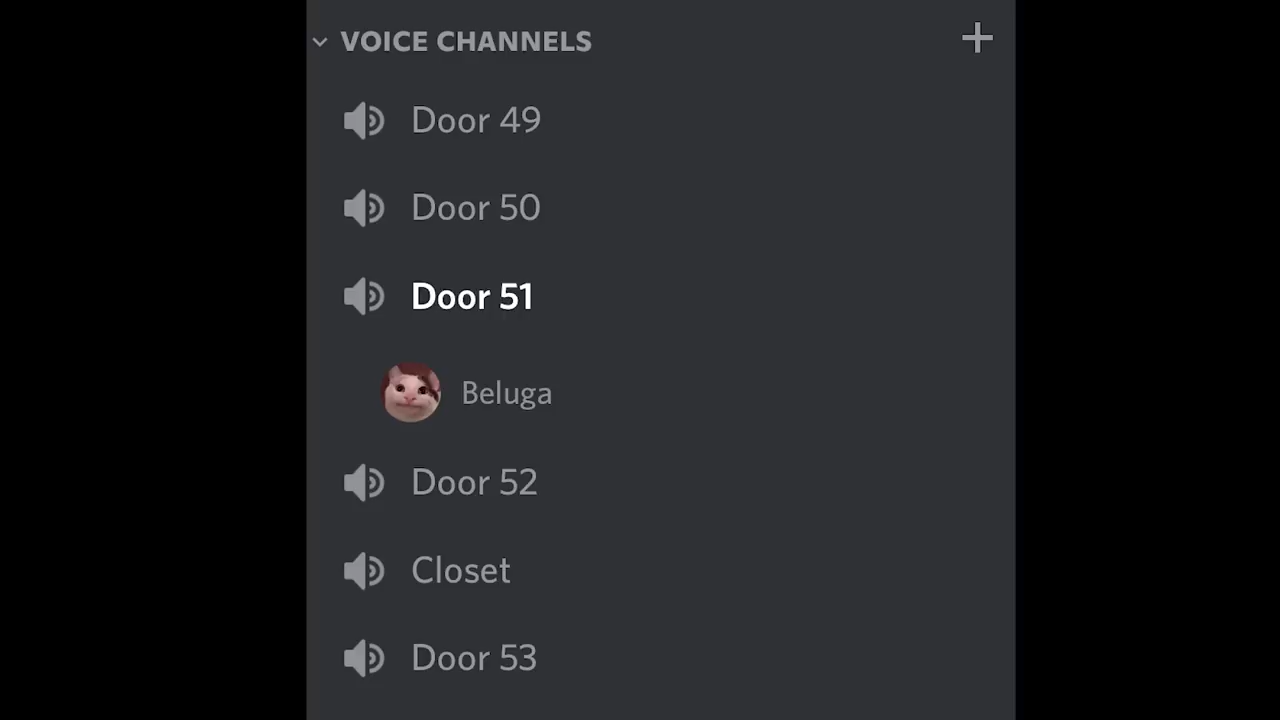 VOICE CHANNELS
Door 49
Door 50
Door 51
Beluga
Door 52
Closet
Door 53